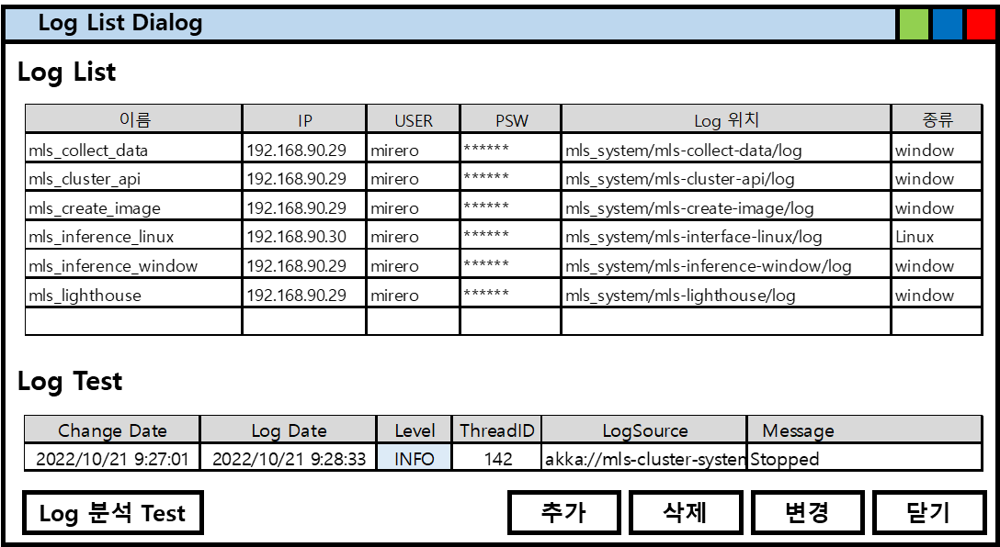 Log List Dialog
Log List
이름 IP USER PSW Log 위치 종류
mls_collect_data 192.168.90.29 mirero ****** mls_system/mls-collect-data/log window
mls_cluster_api 192.168.90.29 mirero ****** mls_system/mls-cluster-api/log window
mls_create_image 192.168.90.29 mirero ****** mls_system/mls-create-image/log window
mls_inference_linux 192.168.90.30 mirero ****** mls_system/mls-interface-linux/log Linux
mls_inference_window 192.168.90.29 mirero ****** mls_system/mls-inference-window/log window
mls_lighthouse 192.168.90.29 mirero ****** mls_system/mls-lighthouse/log window
Log Test
Change Date Log Date Level ThreadID LogSource Message
2022/10/21 9:27:01 2022/10/21 9:28:33 INFO 142 akka://mls-cluster-system Stopped
Log 분석 Test 추가 삭제 변경 닫기